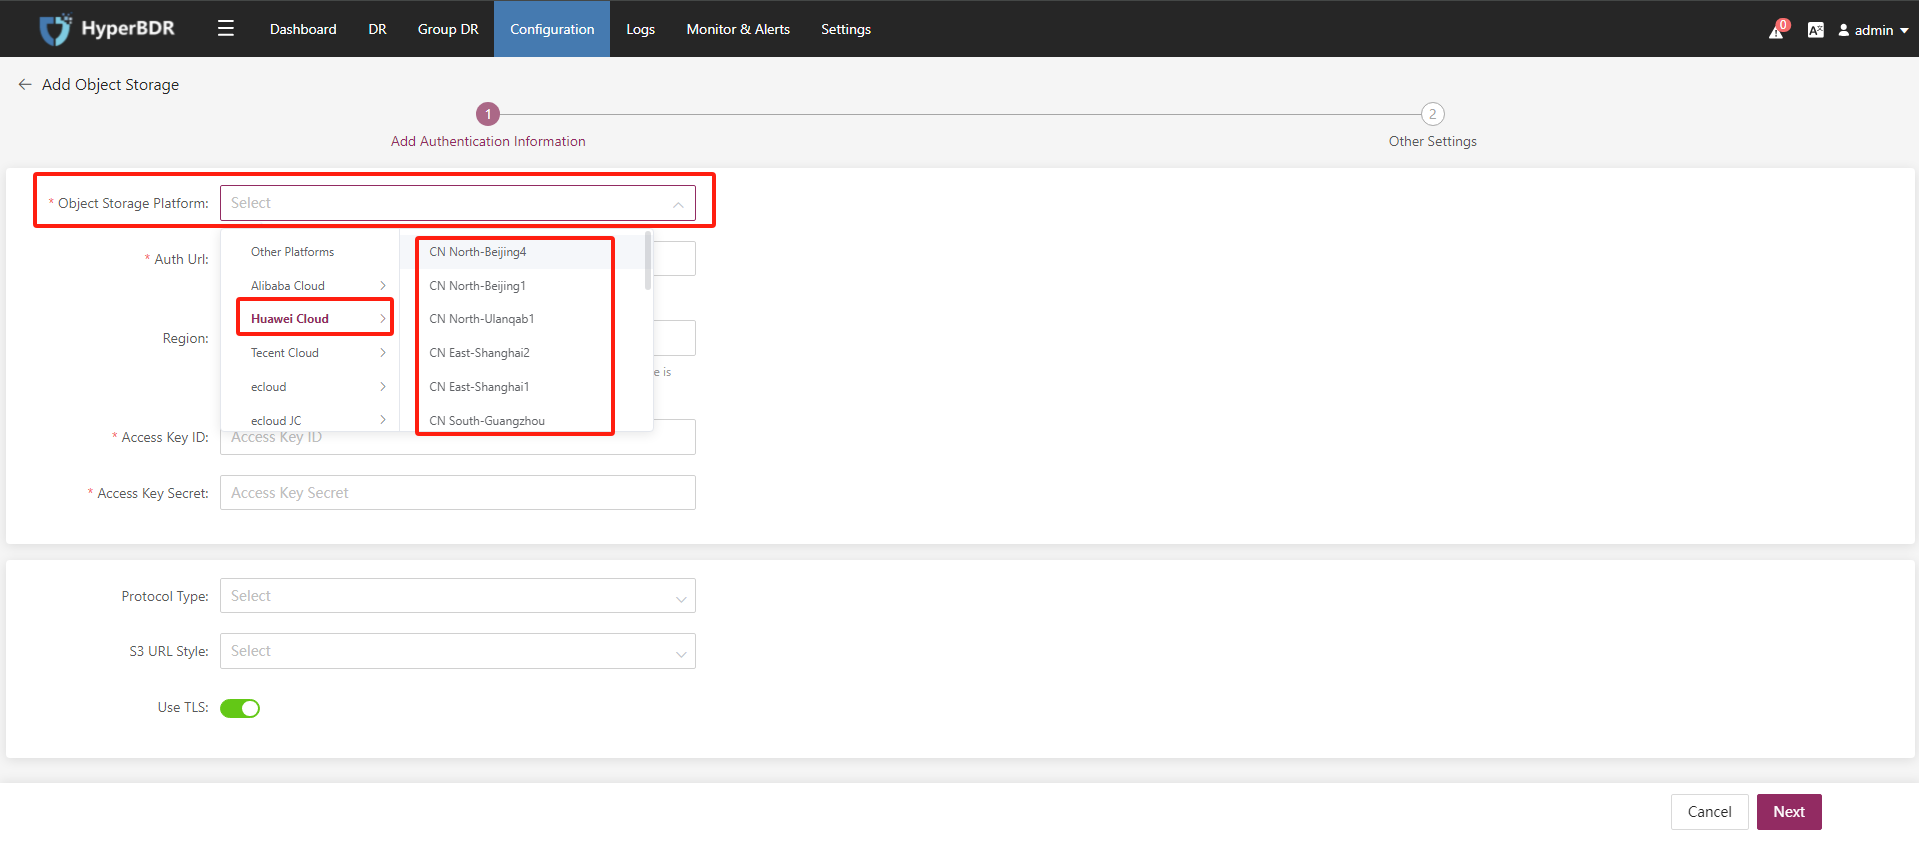 HyperBDR
Dashboard DR Group DR Configuration Logs Monitor & Alerts Settings
0 admin
Add Object Storage
1 2
Add Authentication Information Other Settings
* Object Storage Platform: Select
Other Platforms CN North-Beijing4
* Auth Url:
Alibaba Cloud CN North-Beijing1
Huawei Cloud CN North-Ulanqab1
Region:
Tecent Cloud CN East-Shanghai2
e is
ecloud CN East-Shanghai1
ecloud JC CN South-Guangzhou
* Access Key ID: Access Key ID
* Access Key Secret: Access Key Secret
Protocol Type: Select
S3 URL Style: Select
Use TLS:
Cancel Next